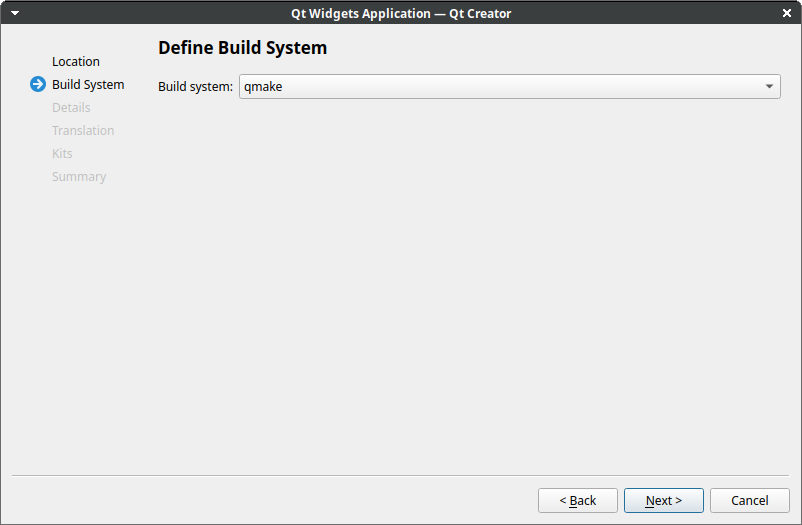 Qt Widgets Application — Qt Creator
Location
Build System
Details
Translation
Kits
Summary
Define Build System
Build system: qmake
< Back Next > Cancel